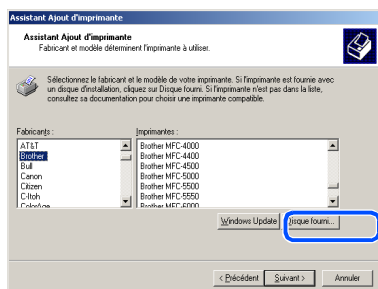 Assistant Ajout d'imprimante
Assistant Ajout d'imprimante
Fabricant et modèle déterminent l'imprimante à utiliser.
Sélectionnez le fabricant et le modèle de votre imprimante. Si l'imprimante est fournie avec
un disque d'installation, cliquez sur Disque fourni. Si l'imprimante n'est pas dans la liste,
consultez sa documentation pour choisir une imprimante compatible.
Fabricants :
AT&T
Brother
Bull
Canon
Citizen
C-Itoh
ColorAge
Imprimantes :
Brother MFC-4000
Brother MFC-4400
Brother MFC-4500
Brother MFC-5000
Brother MFC-5500
Brother MFC-5550
Brother MFC-6000
Windows Update
Disque fourni...
< Précédent
Suivant >
Annuler